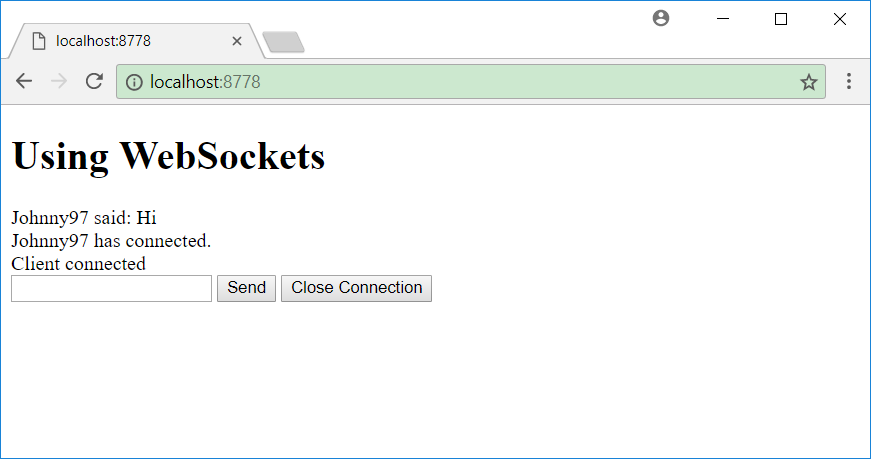 localhost:8778
localhost:8778
Using WebSockets
Johnny97 said: Hi
Johnny97 has connected.
Client connected
Send Close Connection